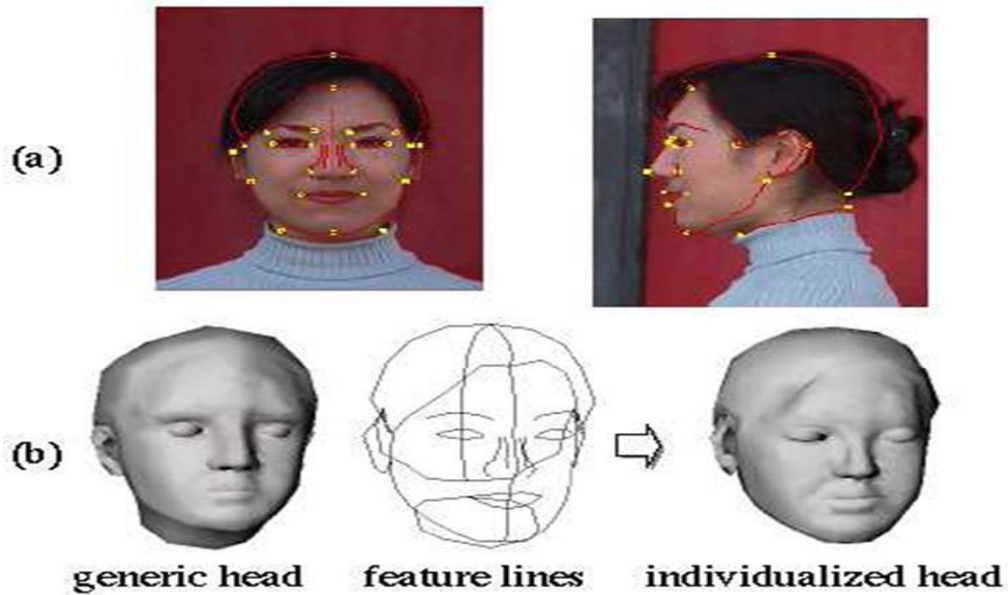 (a)
(b)
generic head
feature lines
individualized head